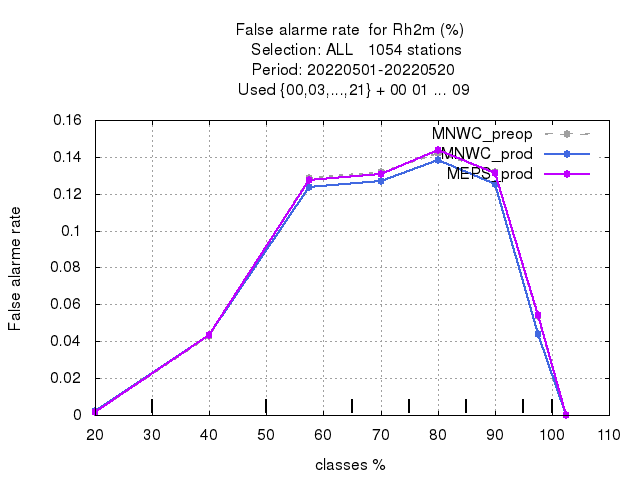 False alarme rate  for Rh2m (%)
Selection: ALL   1054 stations
Period: 20220501-20220520
Used {00,03,...,21} + 00 01 ... 09
MNWC_preop
MNWC_prod
MEPS_prod
0.16
0.14
0.12
0.1
0.08
0.06
0.04
0.02
0
False alarme rate
20 30 40 50 60 70 80 90 100 110
classes %